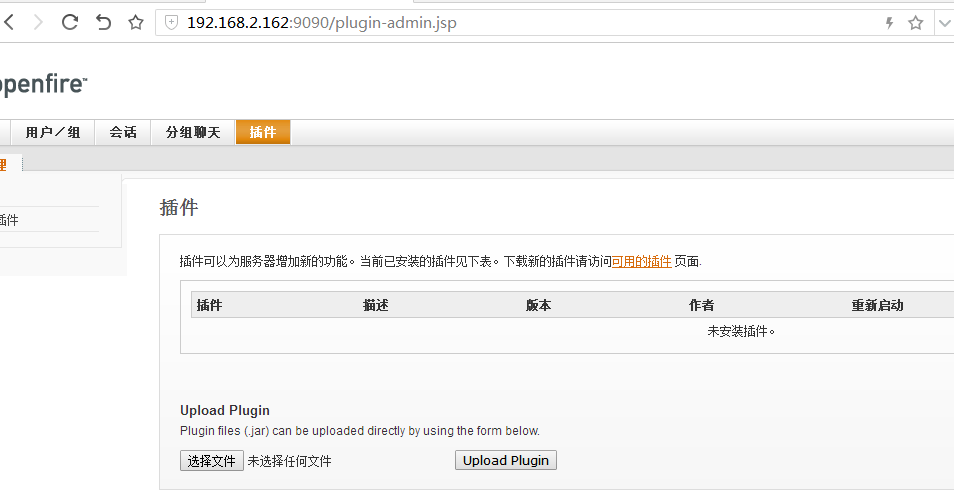 192.168.2.162:9090/plugin-admin.jsp
openfire™
用户／组 会话 分组聊天 插件
理
插件
插件
插件可以为服务器增加新的功能。当前已安装的插件见下表。下载新的插件请访问可用的插件 页面.
插件 描述 版本 作者 重新启动
未安装插件。
Upload Plugin
Plugin files (.jar) can be uploaded directly by using the form below.
选择文件 未选择任何文件 Upload Plugin